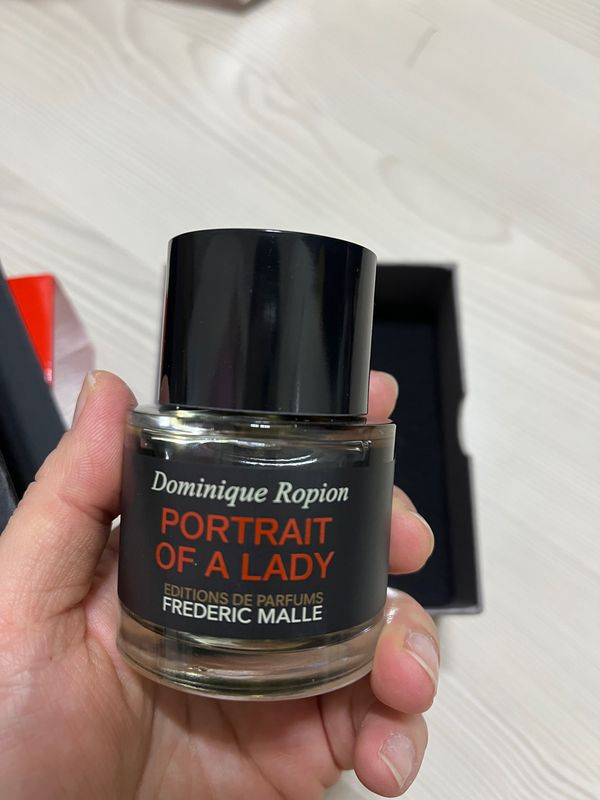 Dominique Ropion
PORTRAIT
OF A LADY
EDITIONS DE PARFUMS
FREDERIC MALLE